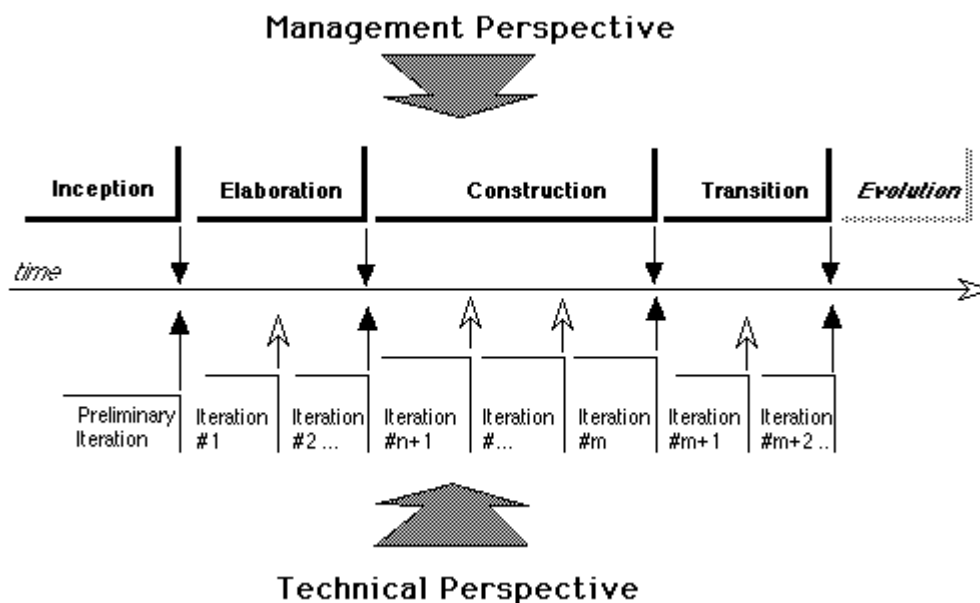 Management Perspective
Inception Elaboration Construction Transition Evolution
time
Preliminary Iteration Iteration Iteration Iteration Iteration Iteration Iteration
Iteration #1 #2 ... #n+1 #... #m #m+1 #m+2 ..
Technical Perspective